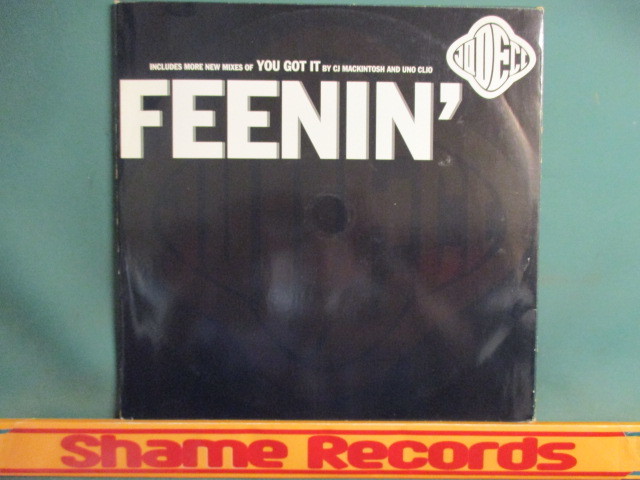 JODECI
INCLUDES MORE NEW MIXES OF YOU GOT IT BY CJ MACKINTOSH AND UNO CLIO
FEENIN'
Shame Records